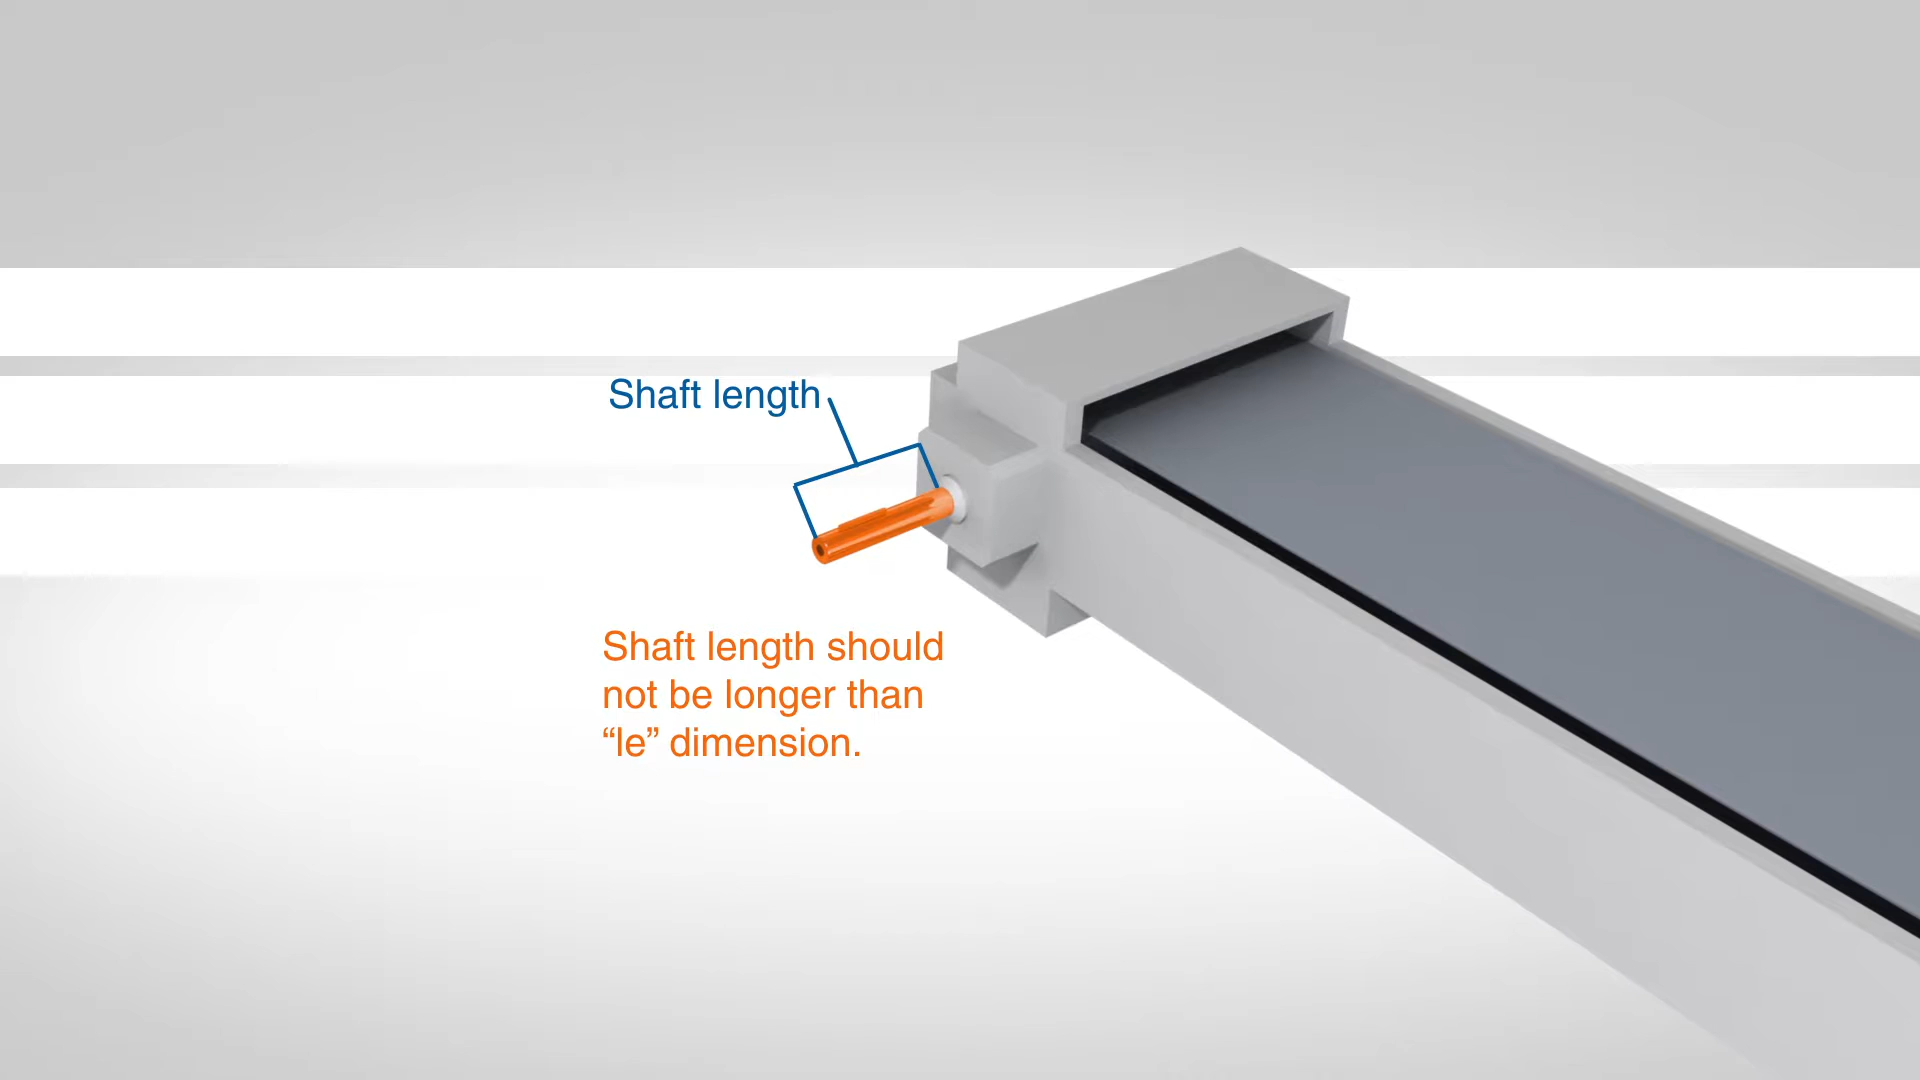 Shaft length
Shaft length should
not be longer than
“le” dimension.